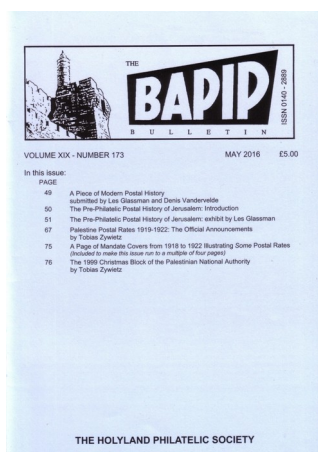 THE
BAPIP
BULLETIN
ISSN 0140 - 2889
VOLUME XIX - NUMBER 173 MAY 2016 £5.00
In this issue:
PAGE
49 A Piece of Modern Postal History
submitted by Les Glassman and Denis Vandervelde
50 The Pre-Philatelic Postal History of Jerusalem: Introduction
51 The Pre-Philatelic Postal History of Jerusalem: exhibit by Les Glassman
67 Palestine Postal Rates 1919-1922: The Official Announcements
by Tobias Zywietz
75 A Page of Mandate Covers from 1918 to 1922 Illustrating Some Postal Rates
(Included to make this issue run to a multiple of four pages)
76 The 1999 Christmas Block of the Palestinian National Authority
by Tobias Zywietz
THE HOLYLAND PHILATELIC SOCIETY